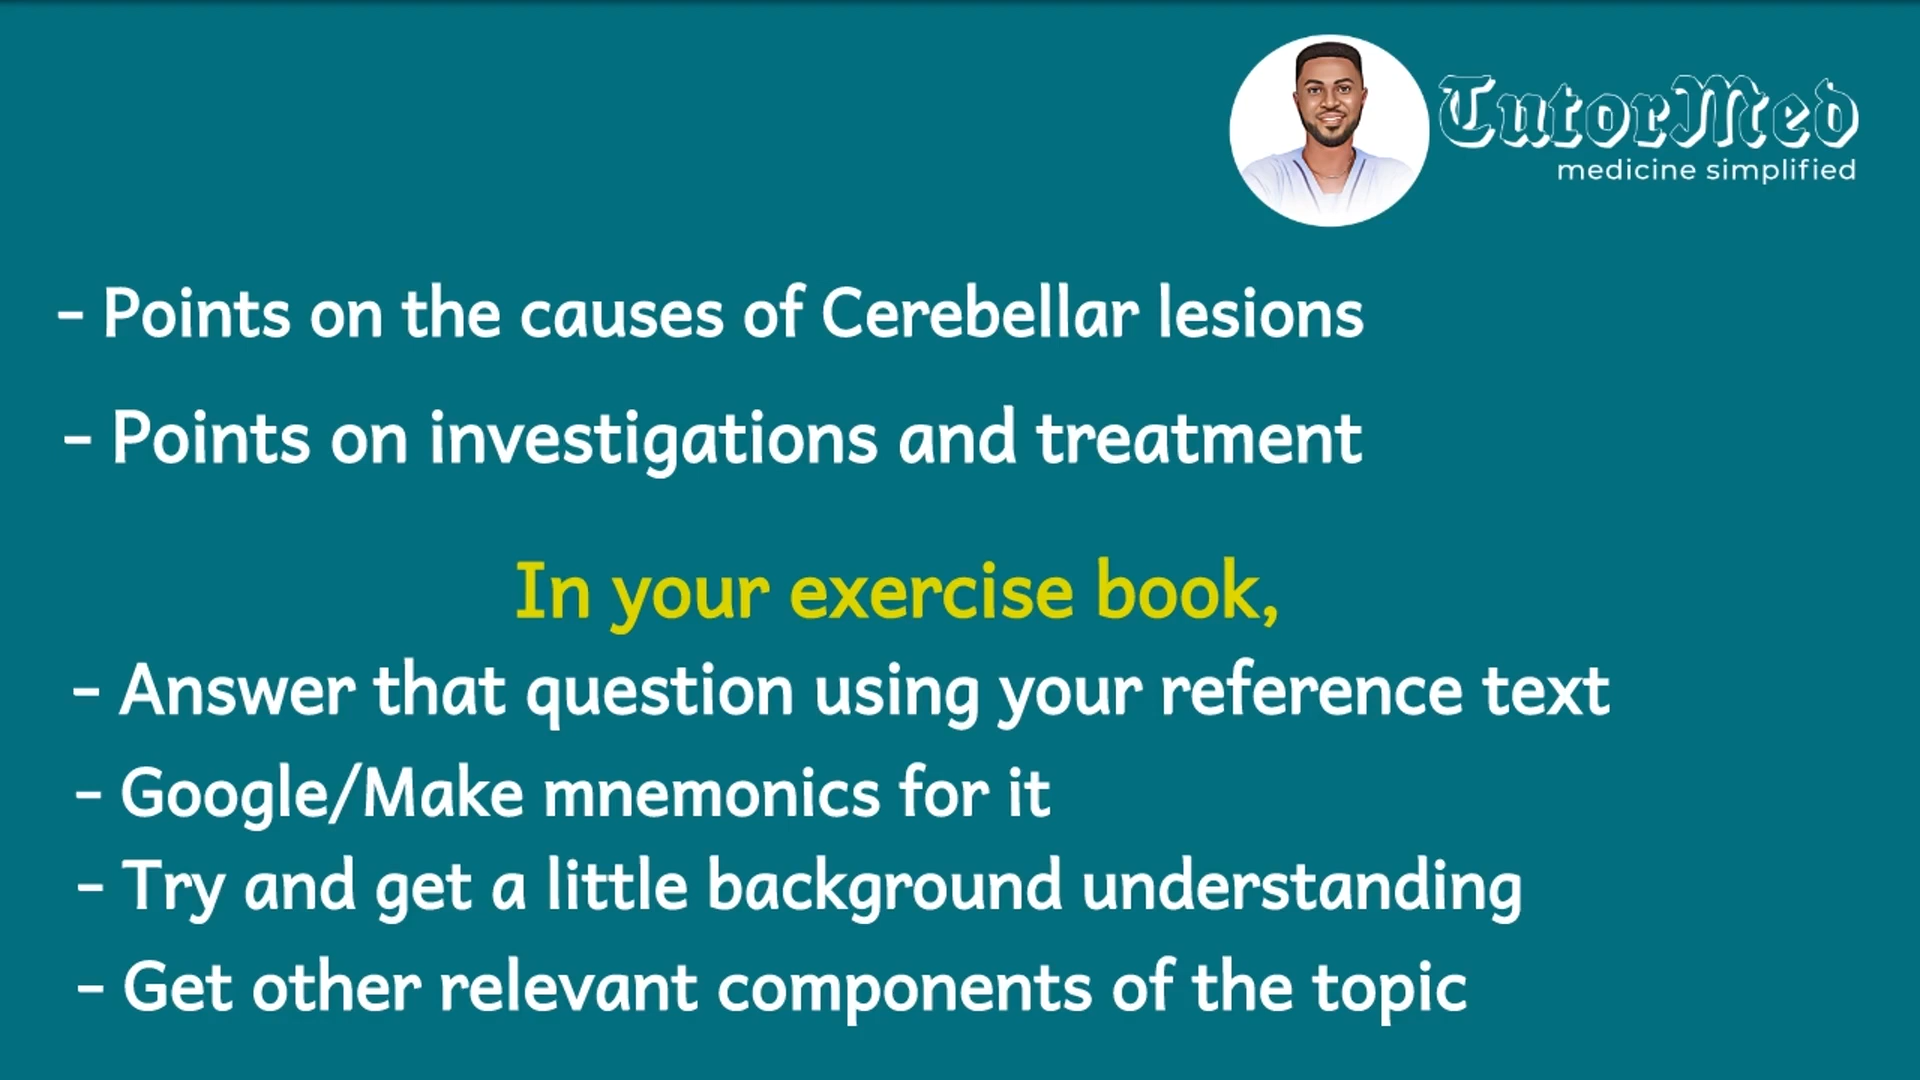 TutorMed
medicine simplified
- Points on the causes of Cerebellar lesions
- Points on investigations and treatment
In your exercise book,
- Answer that question using your reference text
- Google/Make mnemonics for it
- Try and get a little background understanding
- Get other relevant components of the topic